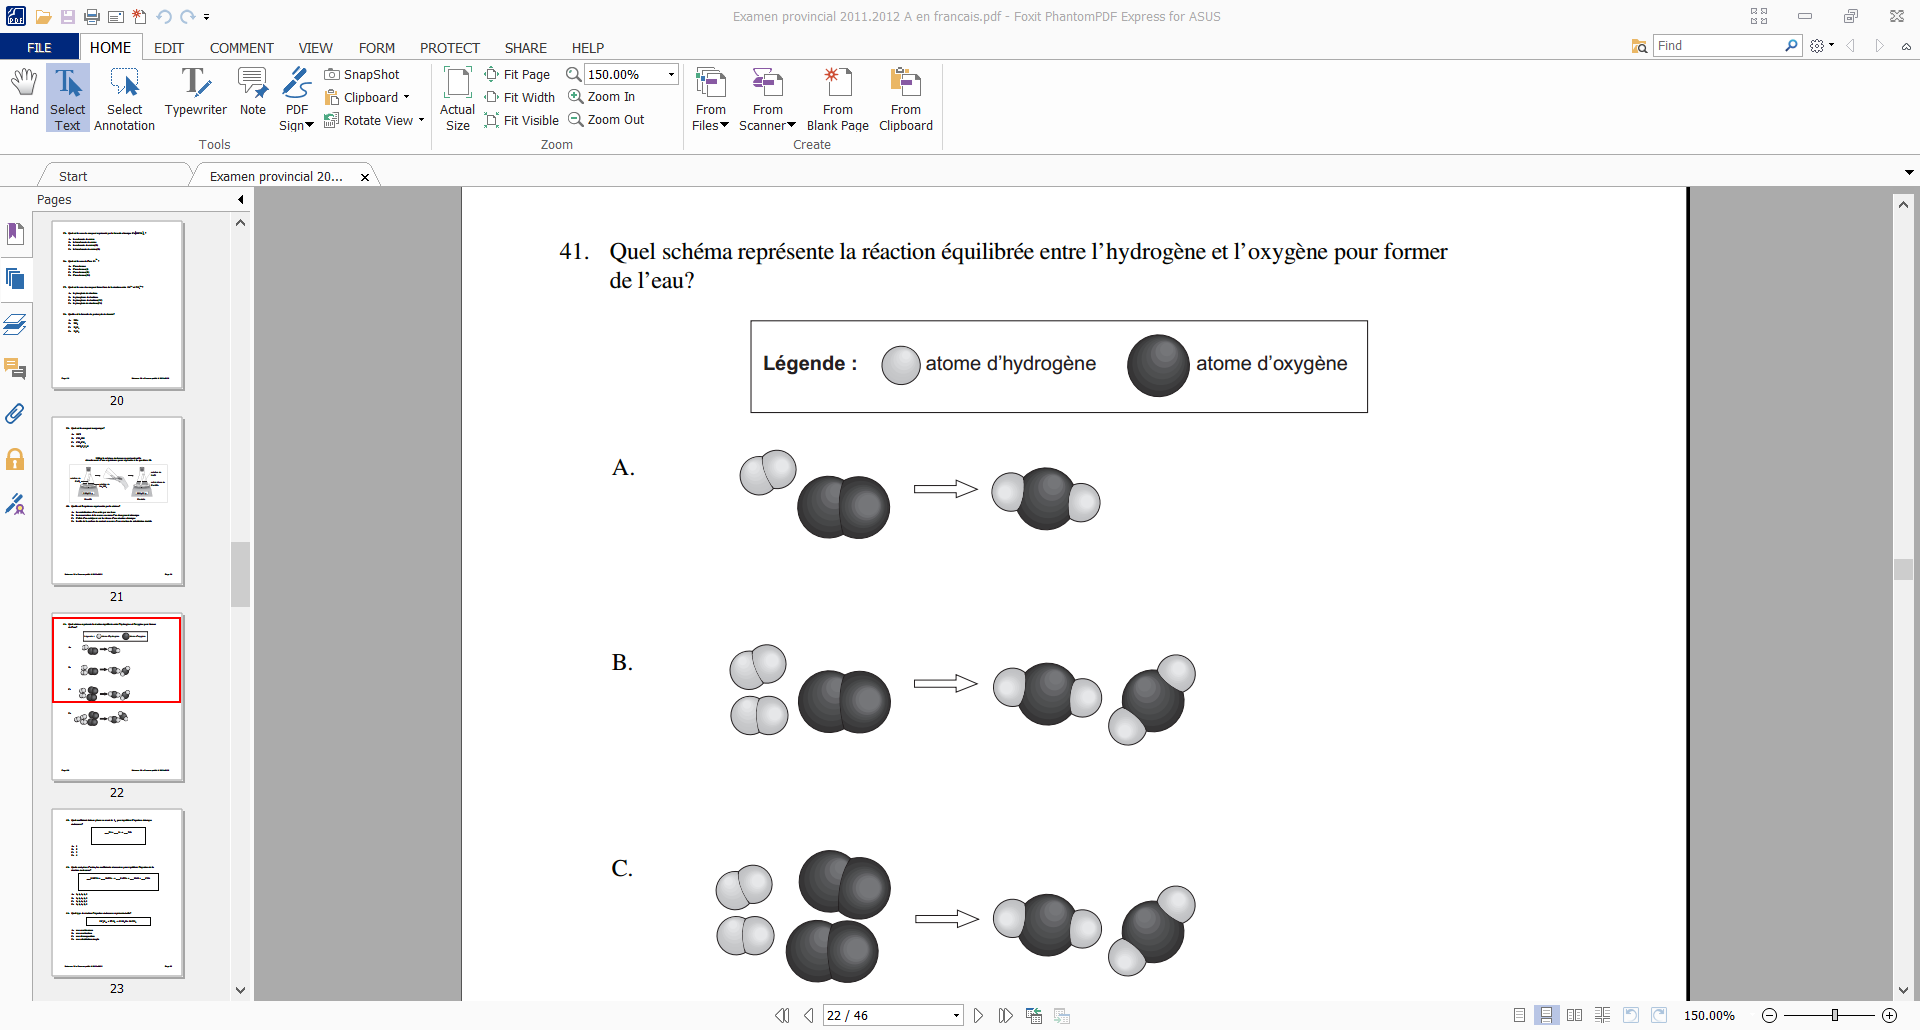 Examen provincial 2011.2012 A en francais.pdf - Foxit PhantomPDF Express for ASUS
FILE HOME EDIT COMMENT VIEW FORM PROTECT SHARE HELP
Find
Hand
Select Text
Select Annotation
Typewriter
Note
PDF Sign
SnapShot
Clipboard
Rotate View
Tools
Actual Size
Fit Page
Fit Width
Fit Visible
150.00%
Zoom In
Zoom Out
Zoom
From Files
From Scanner
From Blank Page
From Clipboard
Create
Start
Examen provincial 20...
Pages
20
21
22
23
41. Quel schéma représente la réaction équilibrée entre l'hydrogène et l'oxygène pour former
de l'eau?
Légende : atome d'hydrogène atome d'oxygène
A.
B.
C.
22 / 46
150.00%